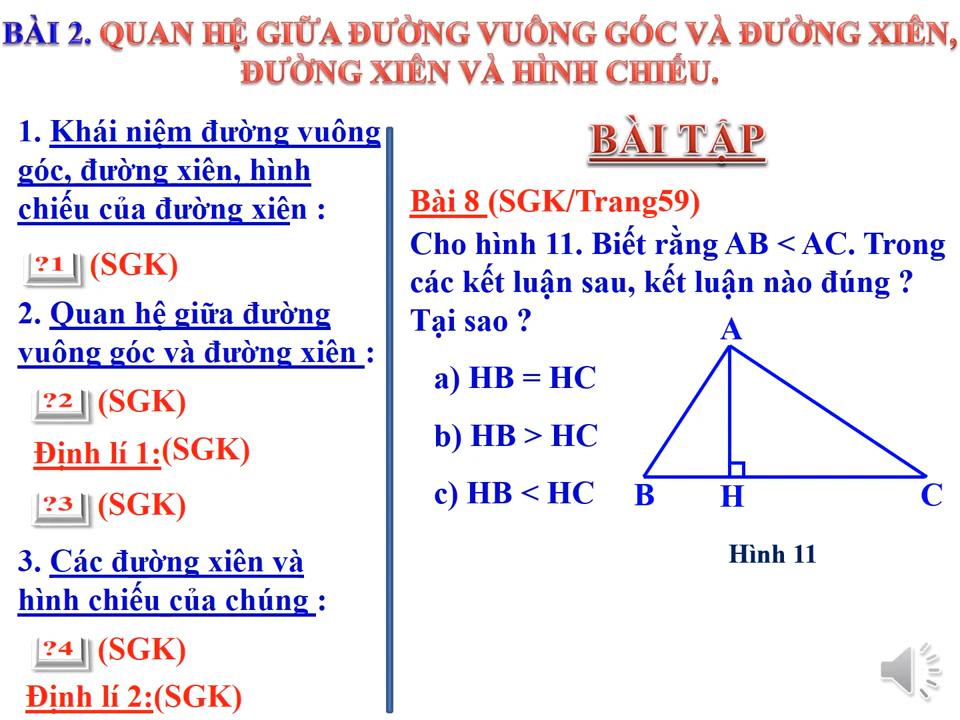 BÀI 2. QUAN HỆ GIỮA ĐƯỜNG VUÔNG GÓC VÀ ĐƯỜNG XIÊN,
ĐƯỜNG XIÊN VÀ HÌNH CHIẾU.
1. Khái niệm đường vuông
góc, đường xiên, hình
chiếu của đường xiên :
?1 (SGK)
2. Quan hệ giữa đường
vuông góc và đường xiên :
?2 (SGK)
Định lí 1:(SGK)
?3 (SGK)
3. Các đường xiên và
hình chiếu của chúng :
?4 (SGK)
Định lí 2:(SGK)
BÀI TẬP
Bài 8 (SGK/Trang59)
Cho hình 11. Biết rằng AB < AC. Trong
các kết luận sau, kết luận nào đúng ?
Tại sao ?
a) HB = HC
b) HB > HC
c) HB < HC
A
B
H
C
Hình 11